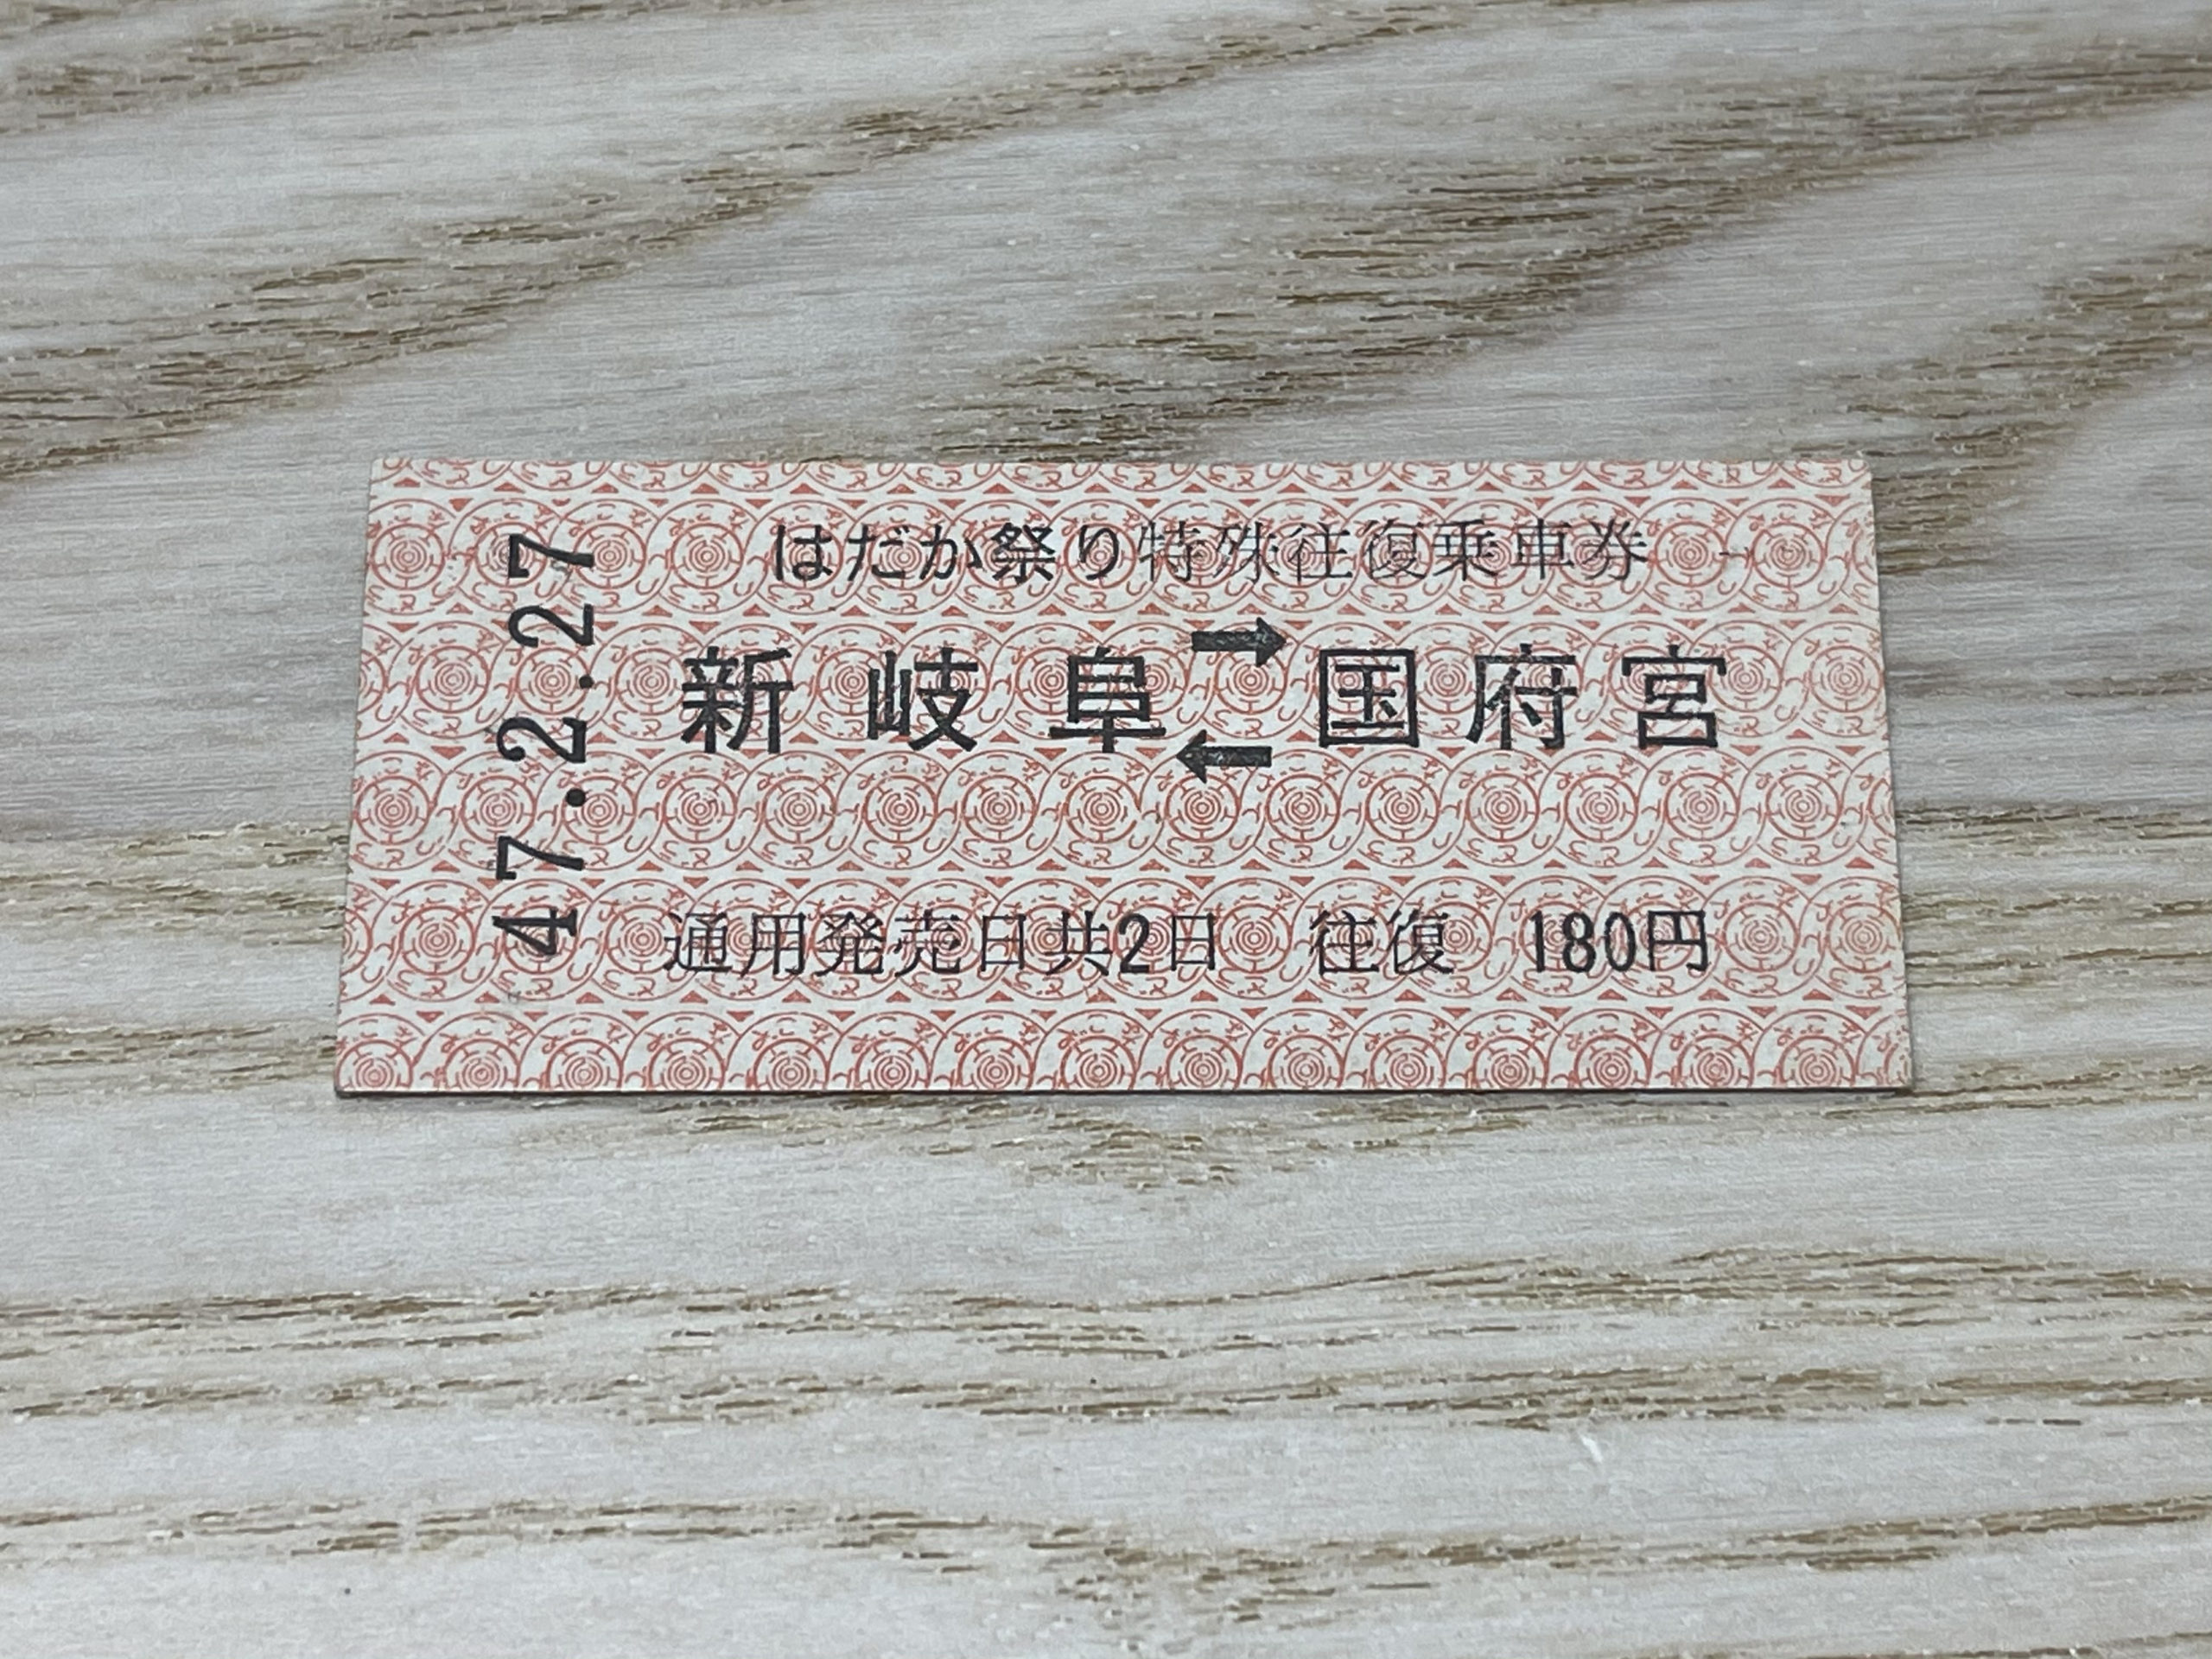 47.2.27
はだか祭り特殊往復乗車券
新岐阜→国府宮
←
通用発売日共2日 往復 180円